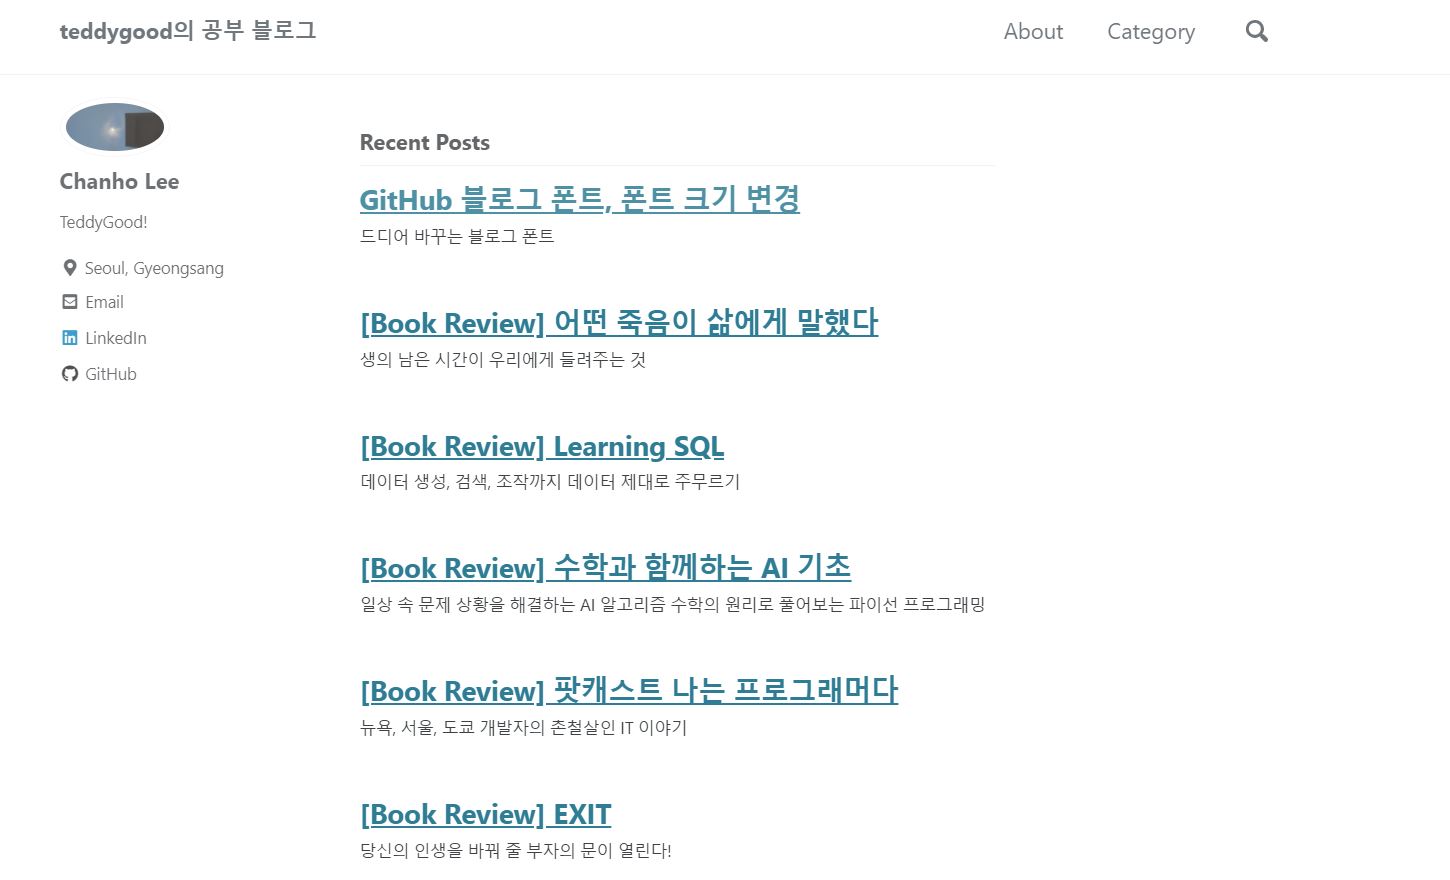 teddygood의 공부 블로그
About
Category
Chanho Lee
TeddyGood!
Seoul, Gyeongsang
Email
LinkedIn
GitHub
Recent Posts
GitHub 블로그 폰트, 폰트 크기 변경
드디어 바꾸는 블로그 폰트
[Book Review] 어떤 죽음이 삶에게 말했다
생의 남은 시간이 우리에게 들려주는 것
[Book Review] Learning SQL
데이터 생성, 검색, 조작까지 데이터 제대로 주무르기
[Book Review] 수학과 함께하는 AI 기초
일상 속 문제 상황을 해결하는 AI 알고리즘 수학의 원리로 풀어보는 파이선 프로그래밍
[Book Review] 팟캐스트 나는 프로그래머다
뉴욕, 서울, 도쿄 개발자의 촌철살인 IT 이야기
[Book Review] EXIT
당신의 인생을 바꿔 줄 부자의 문이 열린다!